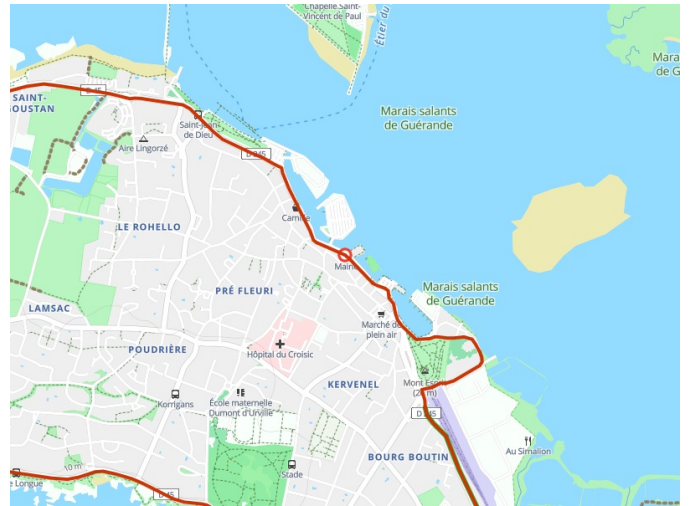 Chapelle Saint-
Vincent de Paul
Étier du
Marais salants
de Guérande
D 45
SAINT-
GOUSTAN
Saint-Jean
de Dieu
Aire Lingorzé
D 245
Camille
LE ROHELLO
Mairie
PRÉ FLEURI
Marais salants
de Guérande
LAMSAC
Marché de
plein air
POUDRIÈRE
Hôpital du Croisic
KERVENEL
Mont Esprit
Korrigans
École maternelle
Dumont d'Urville
D 245
Au Simalion
BOURG BOUTIN
10 m
Stade
e Longue
D 45